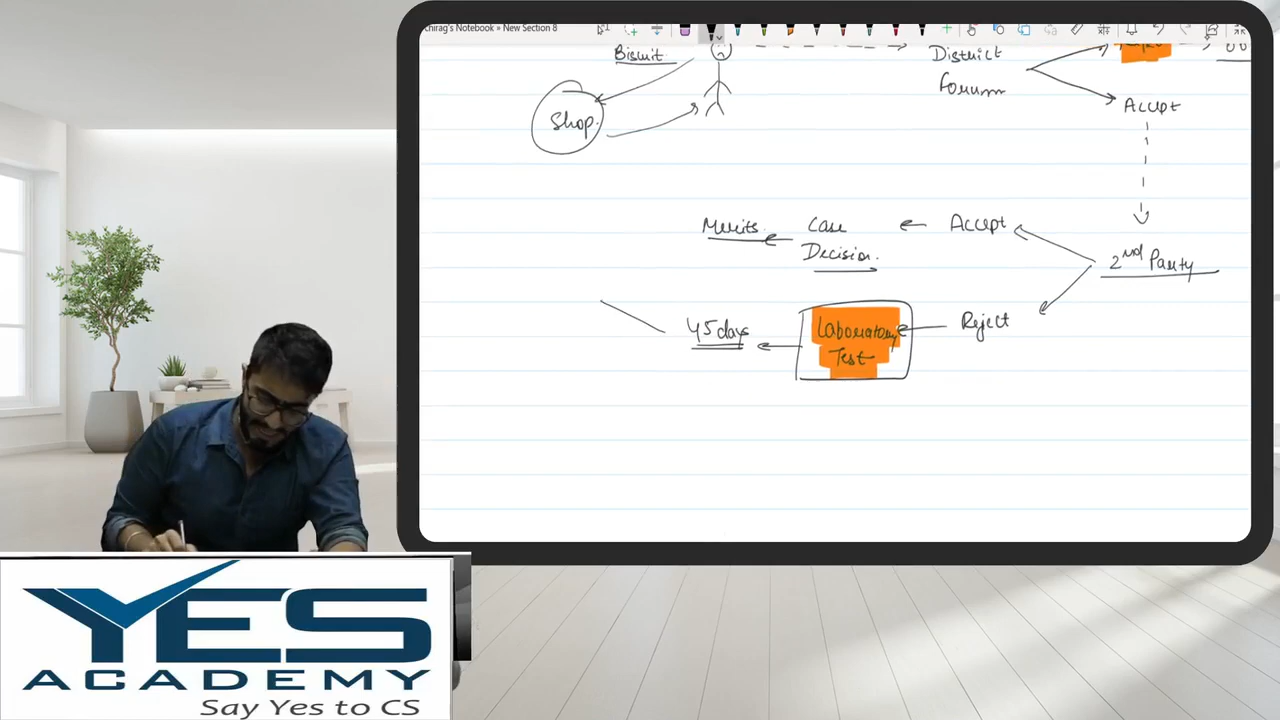 chirag's Notebook » New Section 8
Biscuit
District
Forum
Shop
Accept
Merits
Case
Decision
Accept
2nd Party
45 days
Laboratory
Test
Reject
YES
ACADEMY
Say Yes to CS